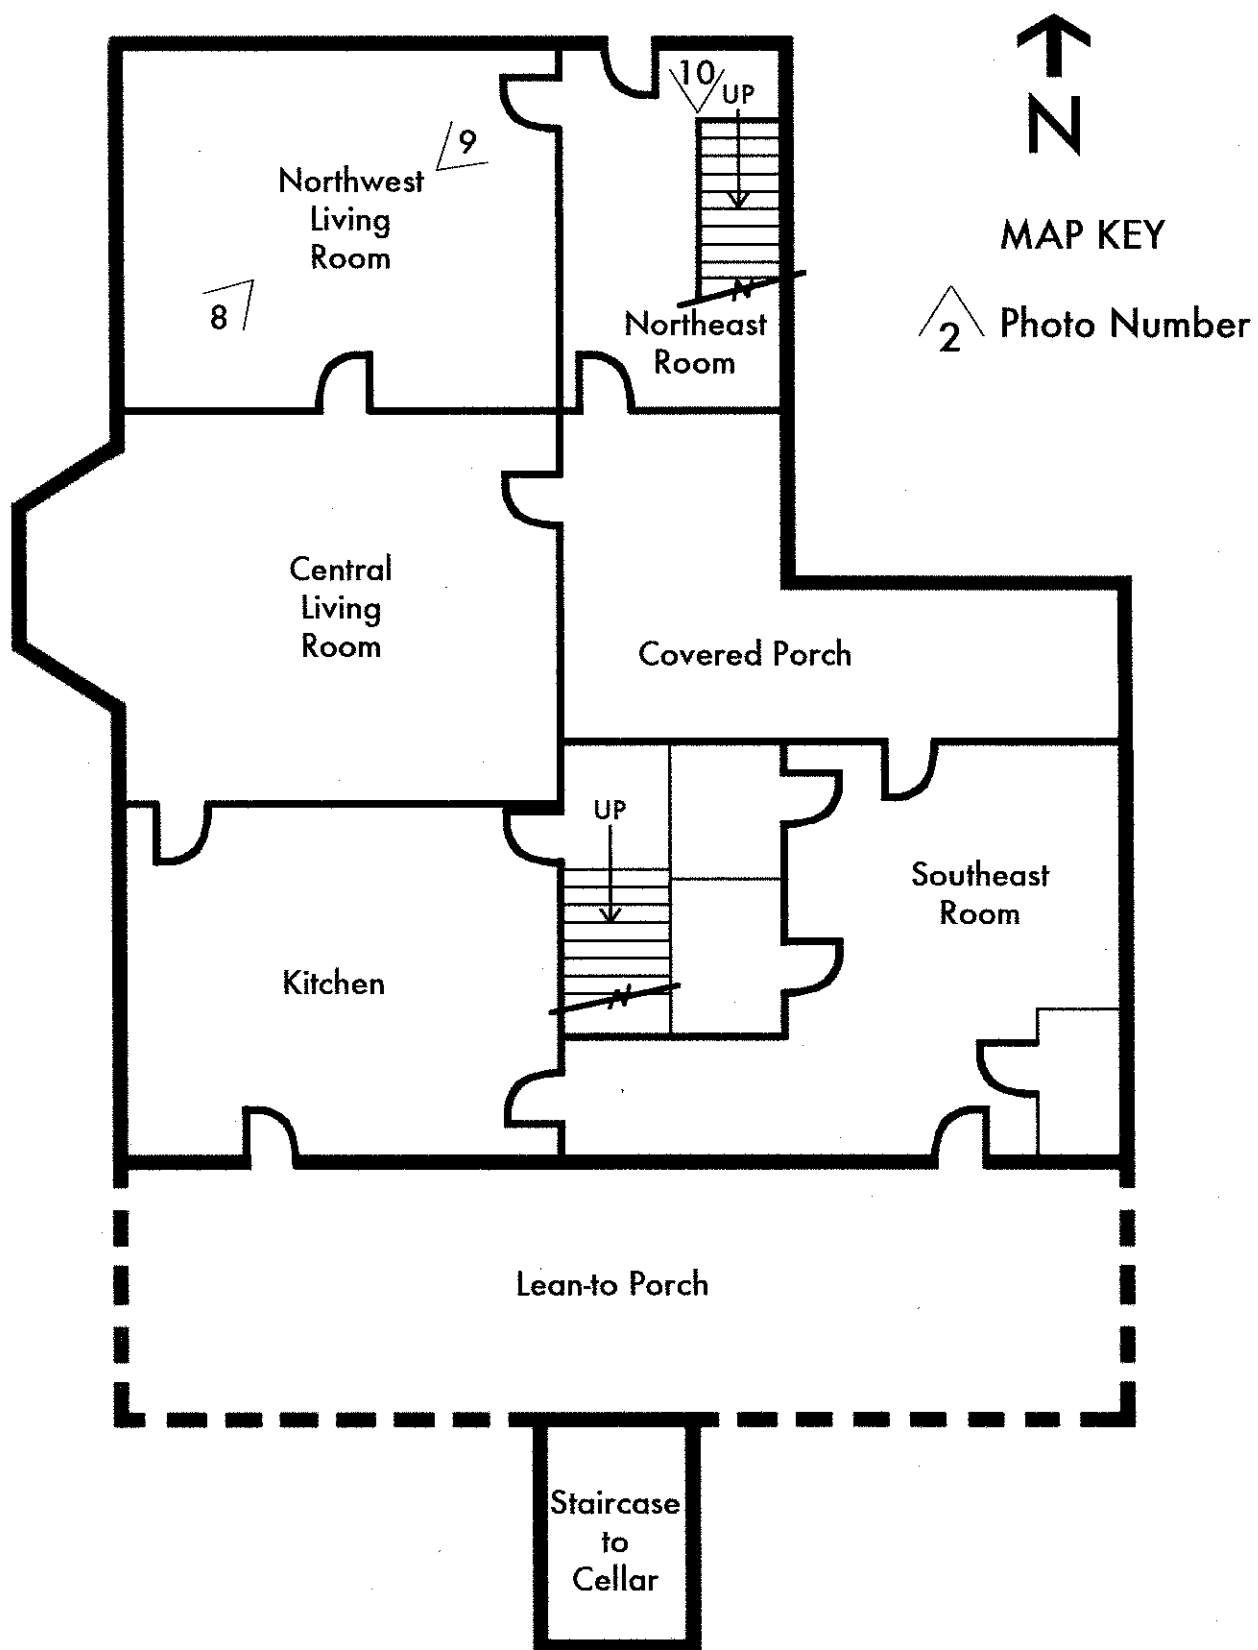 10
UP
9
N
Northwest
Living
Room
MAP KEY
8
Northeast
Room
2 Photo Number
Central
Living
Room
Covered Porch
UP
Southeast
Room
Kitchen
Lean-to Porch
Staircase
to
Cellar